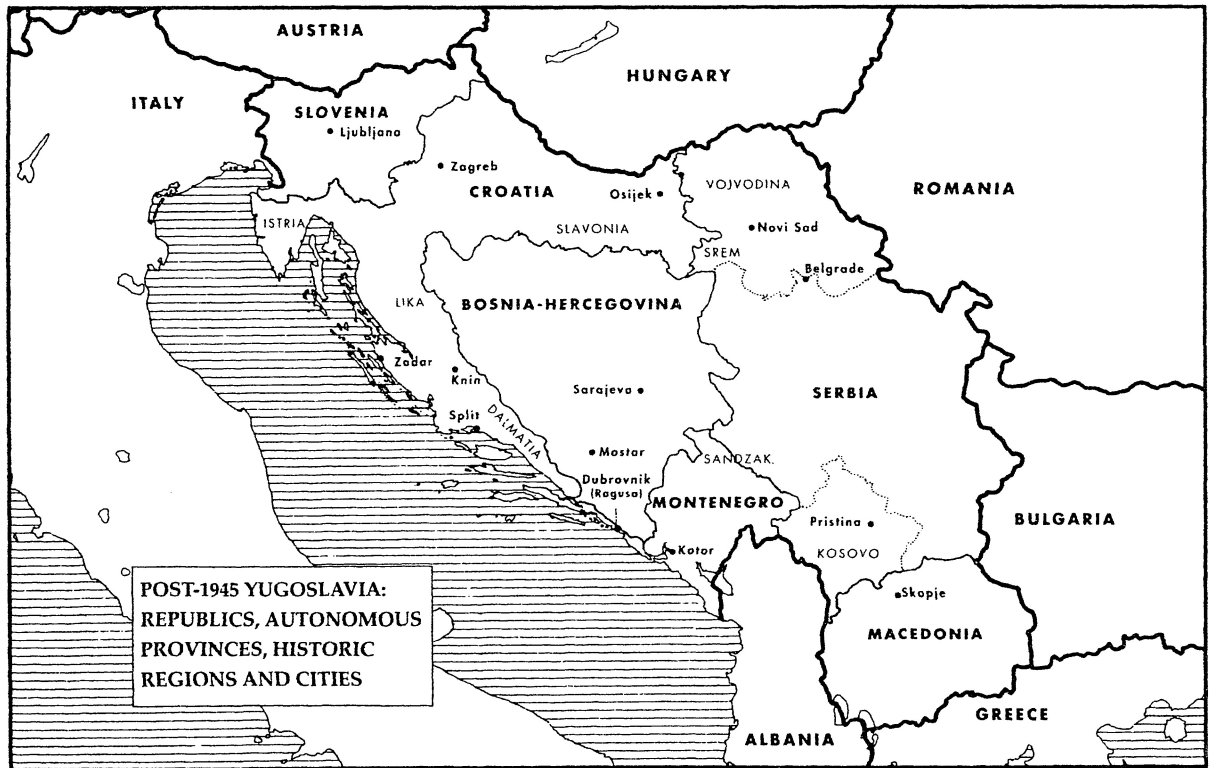 AUSTRIA
HUNGARY
ITALY
SLOVENIA
Ljubljana
Zagreb
CROATIA
Osijek
VOJVODINA
ROMANIA
ISTRIA
SLAVONIA
Novi Sad
SREM
Belgrade
LIKA
BOSNIA-HERCEGOVINA
Zadar
Knin
Sarajevo
SERBIA
Split
DALMATIA
Mostar
SANDZAK
Dubrovnik
(Ragusa)
MONTENEGRO
Pristina
BULGARIA
Kotor
KOSOVO
Skopje
MACEDONIA
POST-1945 YUGOSLAVIA:
REPUBLICS, AUTONOMOUS
PROVINCES, HISTORIC
REGIONS AND CITIES
GREECE
ALBANIA